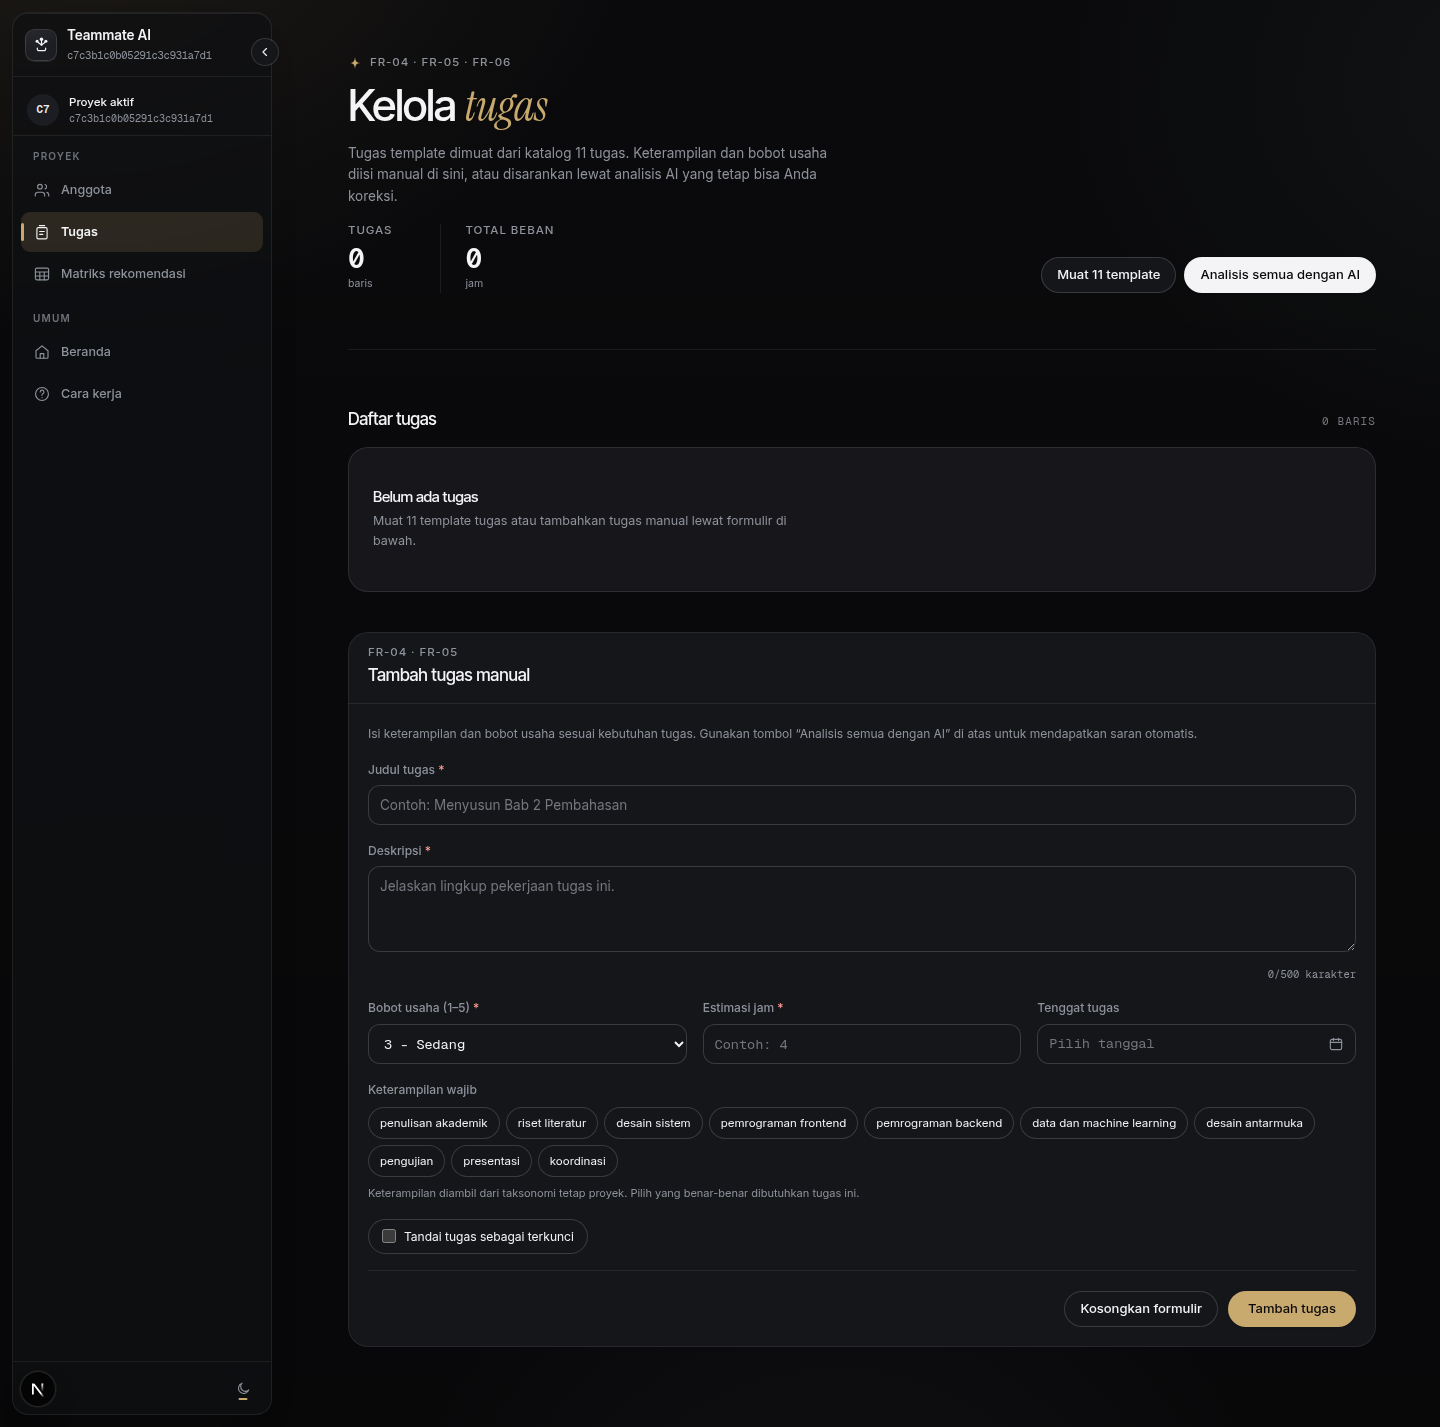 Teammate AI
c7c3b1c0b05291c3c931a7d1
C7
Proyek aktif
c7c3b1c0b05291c3c931a7d1
PROYEK
Anggota
Tugas
Matriks rekomendasi
UMUM
Beranda
Cara kerja
N
FR-04 · FR-05 · FR-06
Kelola tugas
Tugas template dimuat dari katalog 11 tugas. Keterampilan dan bobot usaha
diisi manual di sini, atau disarankan lewat analisis AI yang tetap bisa Anda
koreksi.
TUGAS
0
baris
TOTAL BEBAN
0
jam
Muat 11 template
Analisis semua dengan AI
Daftar tugas
0 BARIS
Belum ada tugas
Muat 11 template tugas atau tambahkan tugas manual lewat formulir di
bawah.
FR-04 · FR-05
Tambah tugas manual
Isi keterampilan dan bobot usaha sesuai kebutuhan tugas. Gunakan tombol “Analisis semua dengan AI” di atas untuk mendapatkan saran otomatis.
Judul tugas *
Contoh: Menyusun Bab 2 Pembahasan
Deskripsi *
Jelaskan lingkup pekerjaan tugas ini.
0/500 karakter
Bobot usaha (1–5) *
3 - Sedang
Estimasi jam *
Contoh: 4
Tenggat tugas
Pilih tanggal
Keterampilan wajib
penulisan akademik
riset literatur
desain sistem
pemrograman frontend
pemrograman backend
data dan machine learning
desain antarmuka
pengujian
presentasi
koordinasi
Keterampilan diambil dari taksonomi tetap proyek. Pilih yang benar-benar dibutuhkan tugas ini.
Tandai tugas sebagai terkunci
Kosongkan formulir
Tambah tugas